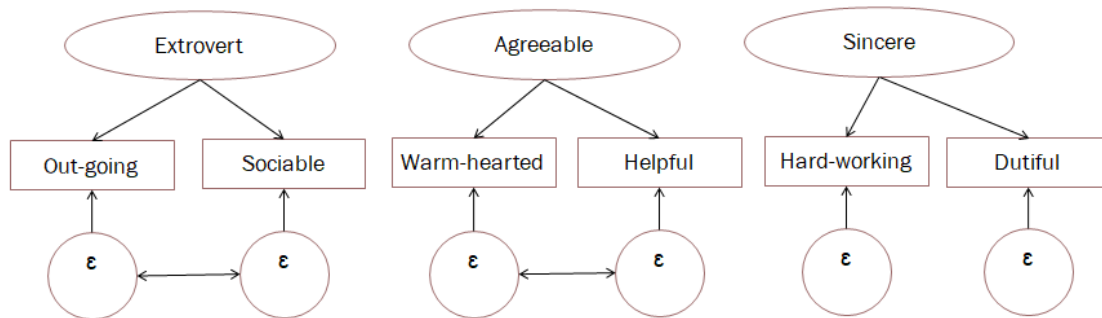 Extrovert
Agreeable
Sincere
Out-going
Sociable
Warm-hearted
Helpful
Hard-working
Dutiful
ε
ε
ε
ε
ε
ε